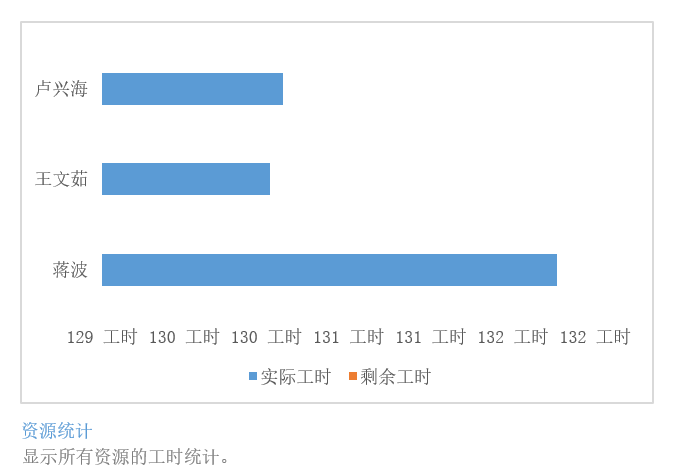 卢兴海
王文茹
蒋波
129 工时 130 工时 130 工时 131 工时 131 工时 132 工时 132 工时
实际工时 剩余工时
资源统计
显示所有资源的工时统计。